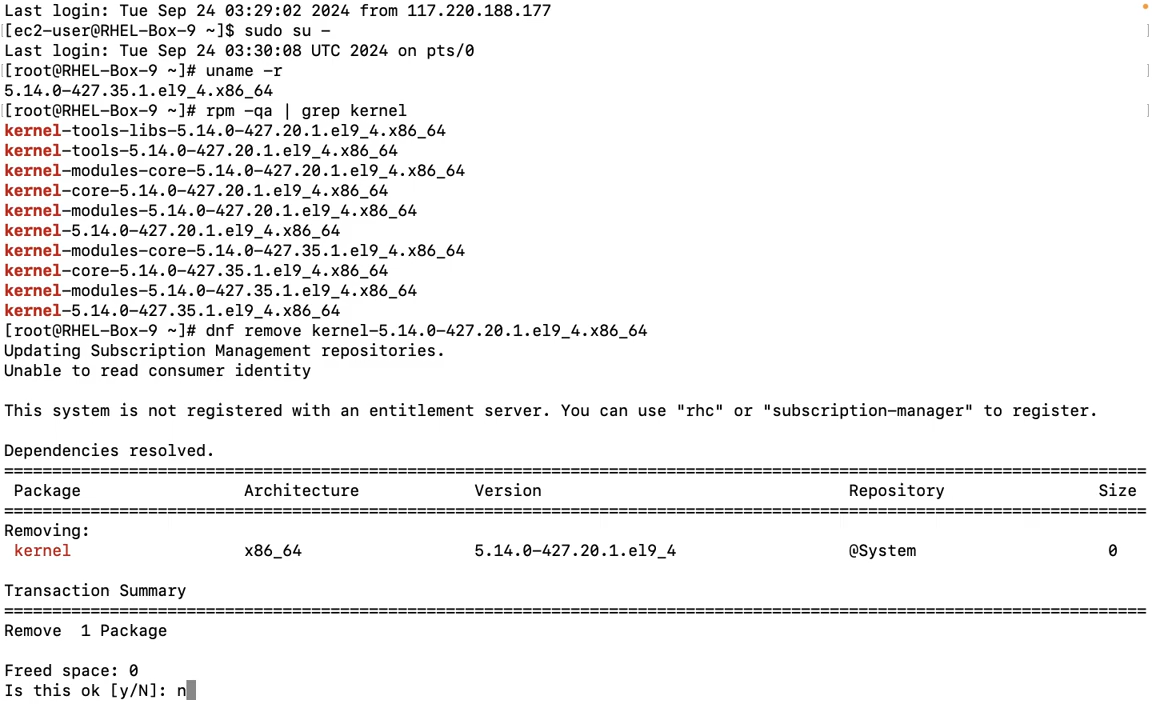 Last login: Tue Sep 24 03:29:02 2024 from 117.220.188.177
[ec2-user@RHEL-Box-9 ~]$ sudo su -
Last login: Tue Sep 24 03:30:08 UTC 2024 on pts/0
[root@RHEL-Box-9 ~]# uname -r
5.14.0-427.35.1.el9_4.x86_64
[root@RHEL-Box-9 ~]# rpm -qa | grep kernel
kernel-tools-libs-5.14.0-427.20.1.el9_4.x86_64
kernel-tools-5.14.0-427.20.1.el9_4.x86_64
kernel-modules-core-5.14.0-427.20.1.el9_4.x86_64
kernel-core-5.14.0-427.20.1.el9_4.x86_64
kernel-modules-5.14.0-427.20.1.el9_4.x86_64
kernel-5.14.0-427.20.1.el9_4.x86_64
kernel-modules-core-5.14.0-427.35.1.el9_4.x86_64
kernel-core-5.14.0-427.35.1.el9_4.x86_64
kernel-modules-5.14.0-427.35.1.el9_4.x86_64
kernel-5.14.0-427.35.1.el9_4.x86_64
[root@RHEL-Box-9 ~]# dnf remove kernel-5.14.0-427.20.1.el9_4.x86_64
Updating Subscription Management repositories.
Unable to read consumer identity
This system is not registered with an entitlement server. You can use "rhc" or "subscription-manager" to register.
Dependencies resolved.
================================================================================
Package Architecture Version Repository Size
================================================================================
Removing:
kernel x86_64 5.14.0-427.20.1.el9_4 @System 0
Transaction Summary
================================================================================
Remove 1 Package
Freed space: 0
Is this ok [y/N]: n